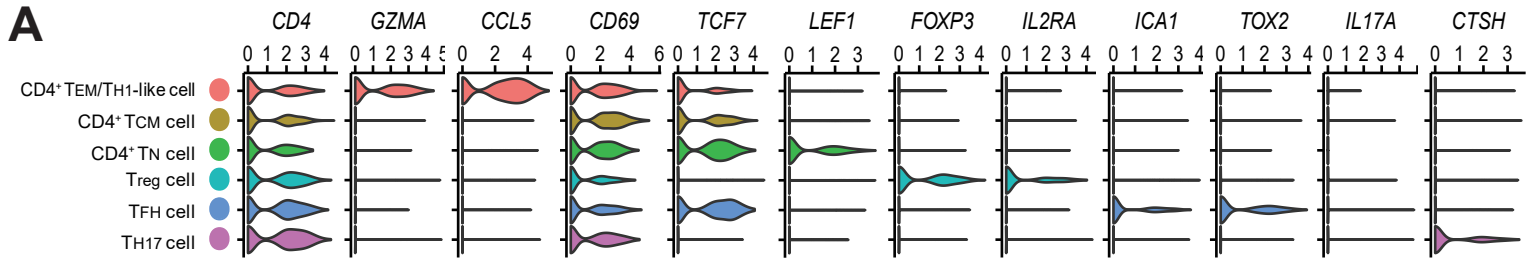 A
CD4 GZMA CCL5 CD69 TCF7 LEF1 FOXP3 IL2RA ICA1 TOX2 IL17A CTSH
0 1 2 3 4 0 1 2 3 4 5 0 2 4 0 2 4 6 0 1 2 3 4 0 1 2 3 0 1 2 3 4 0 1 2 3 4 0 1 2 3 4 0 1 2 3 4 0 1 2 3 4 0 1 2 3
CD4⁺ TEM/TH1-like cell
CD4⁺ TCM cell
CD4⁺ TN cell
Treg cell
TFH cell
TH17 cell